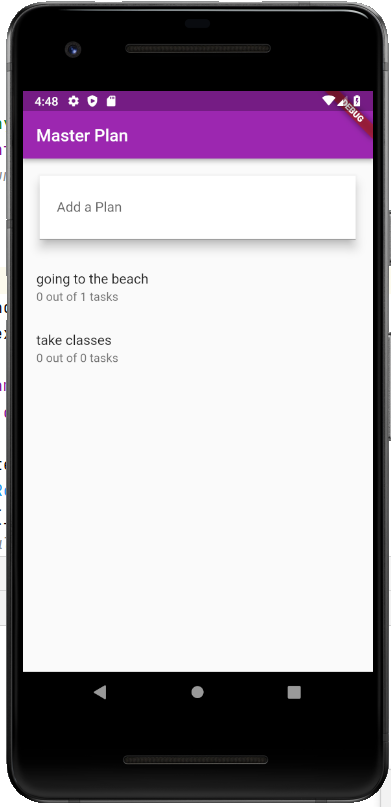 4:48
DEBUG
Master Plan
Add a Plan
going to the beach
0 out of 1 tasks
take classes
0 out of 0 tasks